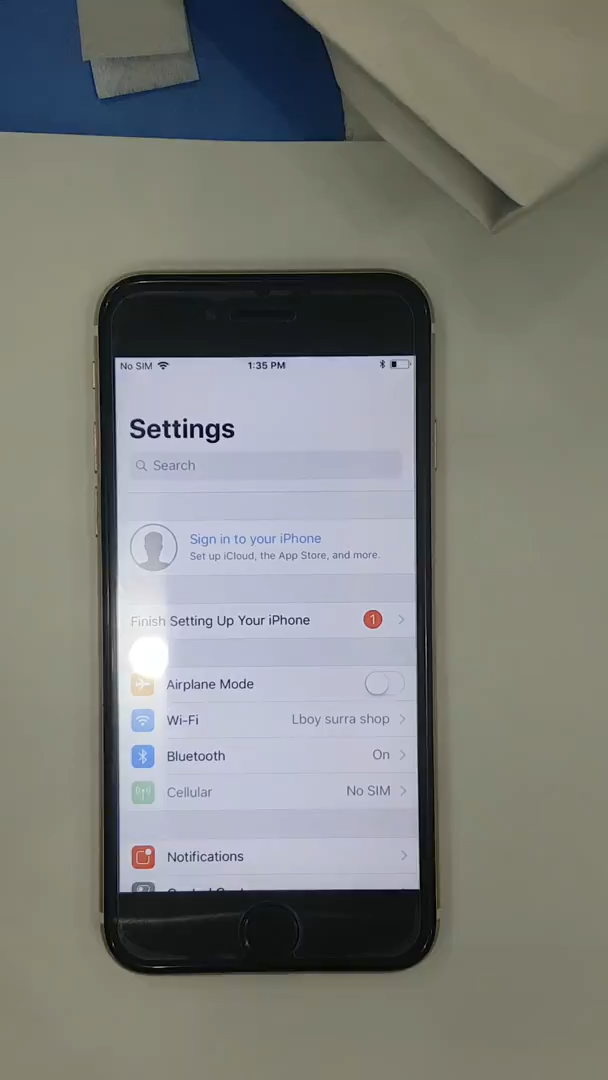 No SIM 1:35 PM
Settings
Search
Sign in to your iPhone
Set up iCloud, the App Store, and more.
Finish Setting Up Your iPhone 1
Airplane Mode
Wi-Fi Lboy surra shop
Bluetooth On
Cellular No SIM
Notifications